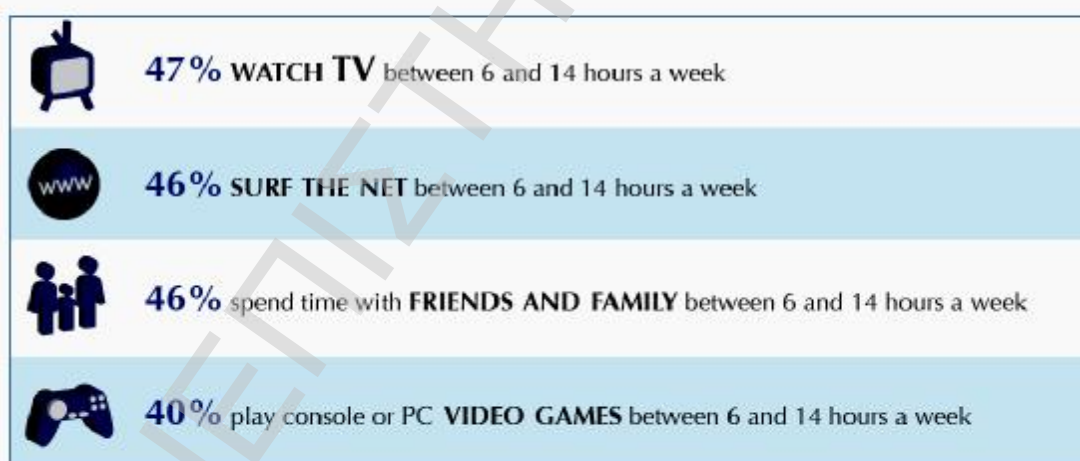 47% WATCH TV between 6 and 14 hours a week
www
46% SURF THE NET between 6 and 14 hours a week
46% spend time with FRIENDS AND FAMILY between 6 and 14 hours a week
40% play console or PC VIDEO GAMES between 6 and 14 hours a week